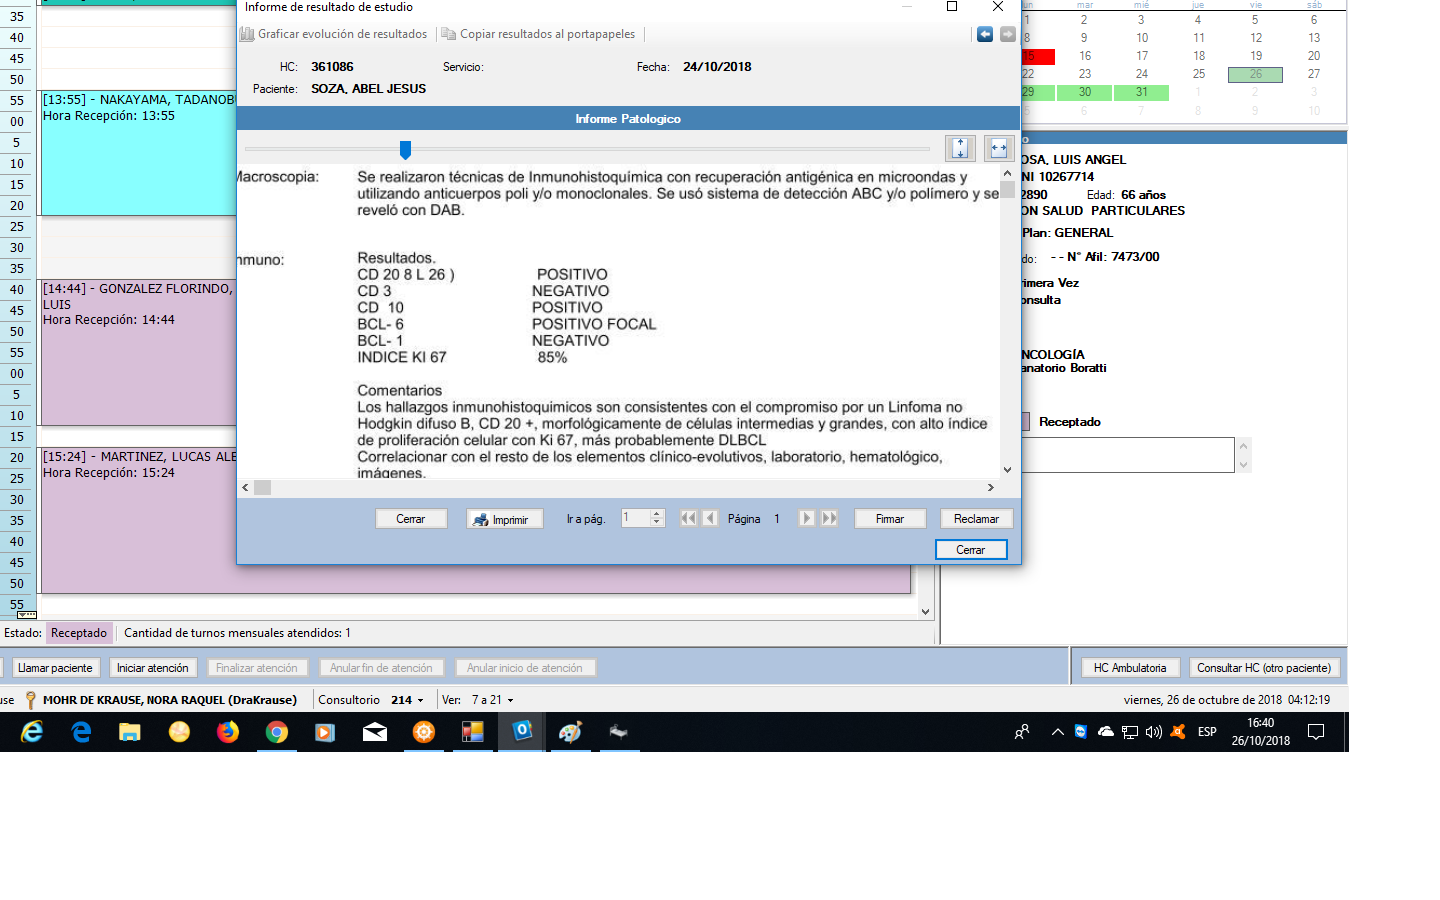 Informe de resultado de estudio
Graficar evolución de resultados
Copiar resultados al portapapeles
HC: 361086 Servicio: Fecha: 24/10/2018
Paciente: SOZA, ABEL JESUS
Informe Patologico
Macroscopia: Se realizaron técnicas de Inmunohistoquímica con recuperación antigénica en microondas y
utilizando anticuerpos poli y/o monoclonales. Se usó sistema de detección ABC y/o polímero y se
reveló con DAB.
nmuno: Resultados.
CD 20 8 L 26 ) POSITIVO
CD 3 NEGATIVO
CD 10 POSITIVO
BCL- 6 POSITIVO FOCAL
BCL- 1 NEGATIVO
INDICE KI 67 85%
Comentarios
Los hallazgos inmunohistoquimicos son consistentes con el compromiso por un Linfoma no
Hodgkin difuso B, CD 20 +, morfológicamente de células intermedias y grandes, con alto índice
de proliferación celular con Ki 67, más probablemente DLBCL
Correlacionar con el resto de los elementos clínico-evolutivos, laboratorio, hematológico,
imágenes.
Cerrar Imprimir Ir a pág. 1 Página 1 Firmar Reclamar
Cerrar
35
40
45
50
55
00
5
10
15
20
25
30
35
40
45
50
55
00
5
10
15
20
25
30
35
40
45
50
55
[13:55] - NAKAYAMA, TADANOB
Hora Recepción: 13:55
[14:44] - GONZALEZ FLORINDO,
LUIS
Hora Recepción: 14:44
[15:24] - MARTINEZ, LUCAS ALE
Hora Recepción: 15:24
lun mar mié jue vie sáb
1 2 3 4 5 6
8 9 10 11 12 13
15 16 17 18 19 20
22 23 24 25 26 27
29 30 31 1 2 3
5 6 7 8 9 10
o
OSA, LUIS ANGEL
NI 10267714
2890 Edad: 66 años
ON SALUD PARTICULARES
Plan: GENERAL
do: - - N° Afil: 7473/00
rimera Vez
onsulta
NCOLOGÍA
anatorio Boratti
Receptado
Estado: Receptado Cantidad de turnos mensuales atendidos: 1
Llamar paciente Iniciar atención Finalizar atención Anular fin de atención Anular inicio de atención HC Ambulatoria Consultar HC (otro paciente)
use MOHR DE KRAUSE, NORA RAQUEL (DraKrause) Consultorio 214 Ver: 7 a 21 viernes, 26 de octubre de 2018 04:12:19
ESP 16:40
26/10/2018